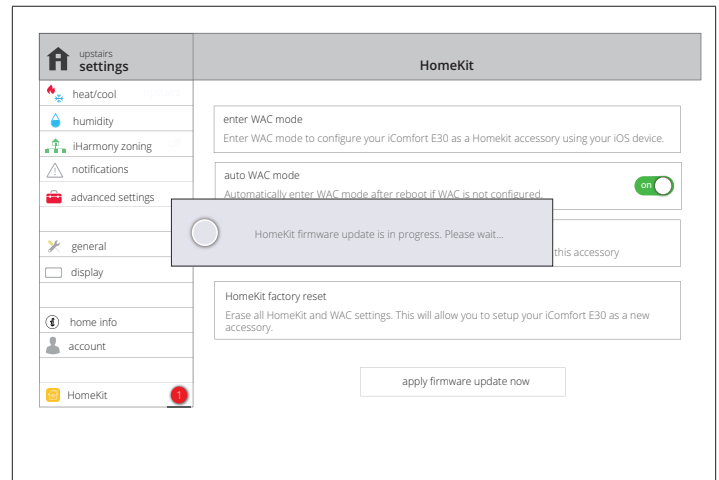 upstairs
settings
HomeKit
heat/cool
upstairs
humidity
iHarmony zoning
off
notifications
advanced settings
general
display
home info
account
HomeKit
1
enter WAC mode
Enter WAC mode to configure your iComfort E30 as a Homekit accessory using your iOS device.
auto WAC mode
Automatically enter WAC mode after reboot if WAC is not configured.
on
HomeKit firmware update is in progress. Please wait...
this accessory
HomeKit factory reset
Erase all HomeKit and WAC settings. This will allow you to setup your iComfort E30 as a new
accessory.
apply firmware update now